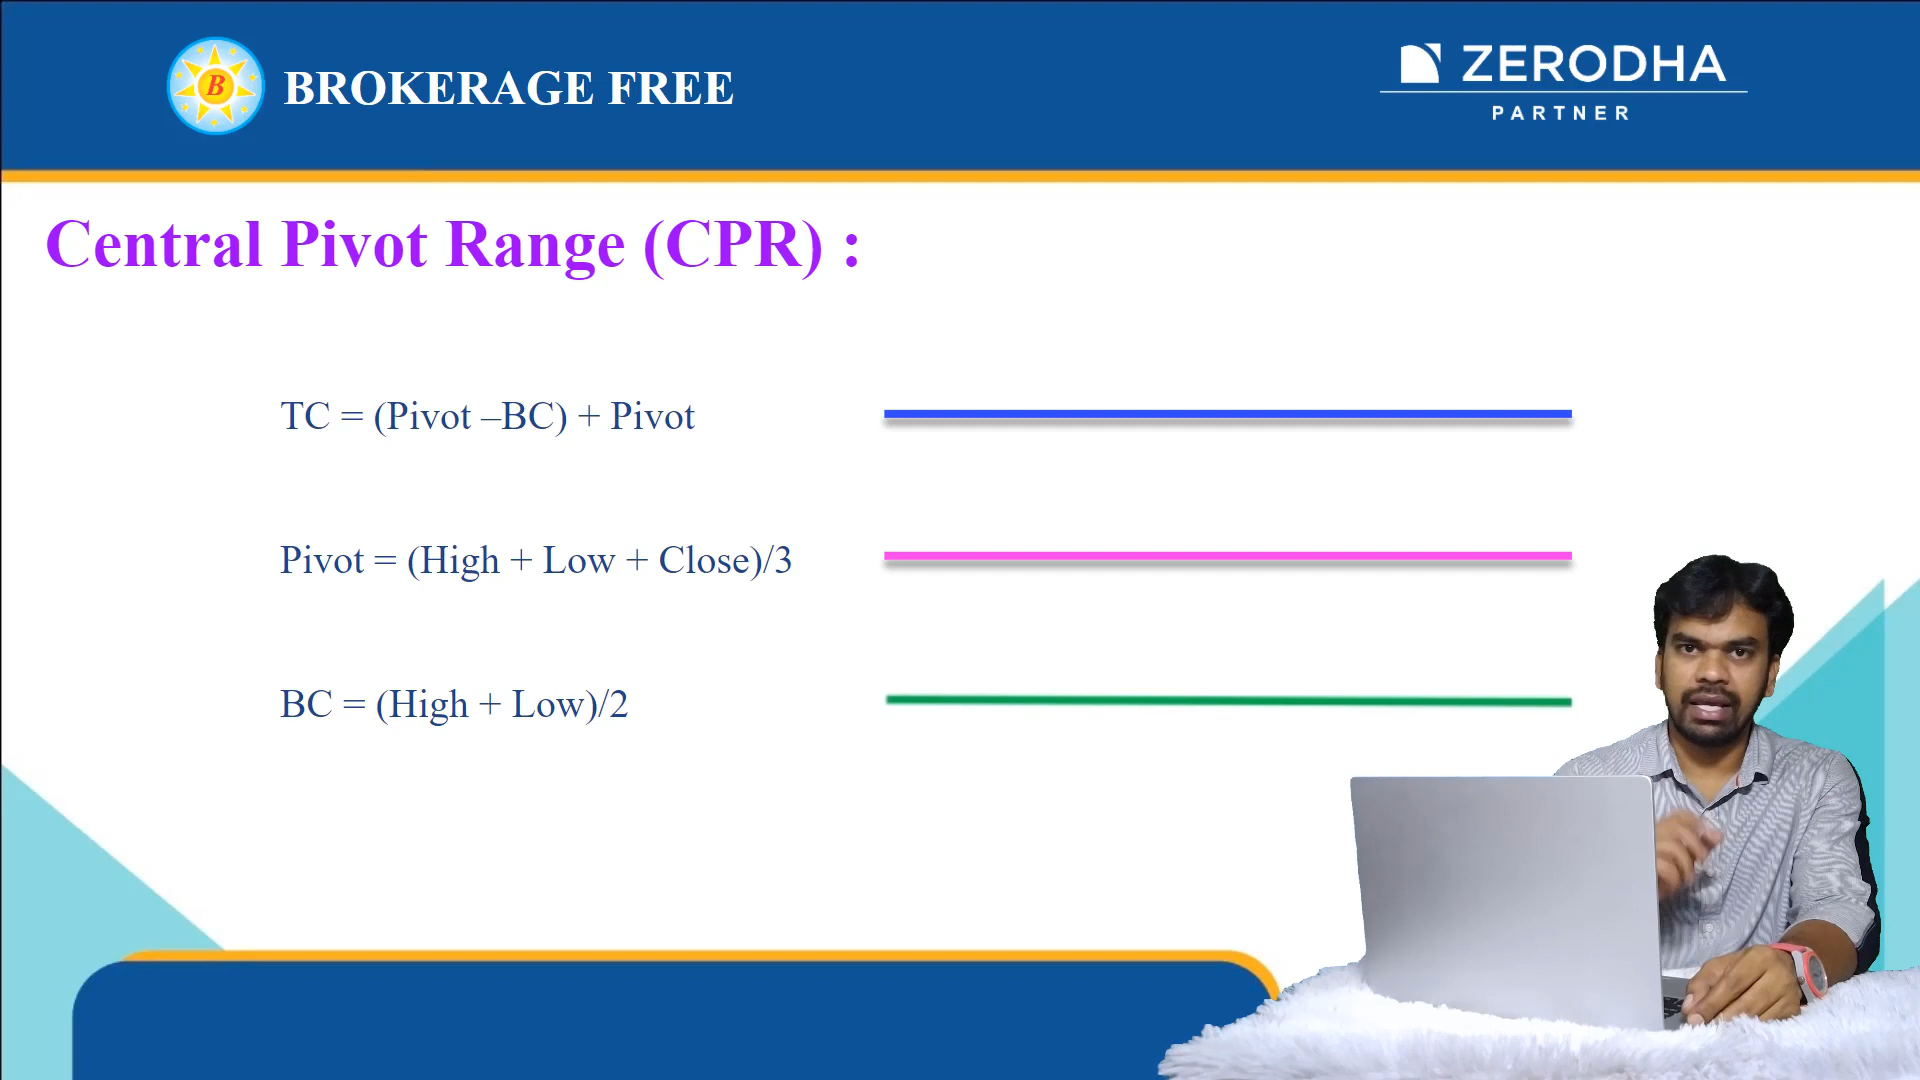 B
BROKERAGE FREE
ZERODHA
PARTNER
Central Pivot Range (CPR) :
TC = (Pivot –BC) + Pivot
Pivot = (High + Low + Close)/3
BC = (High + Low)/2